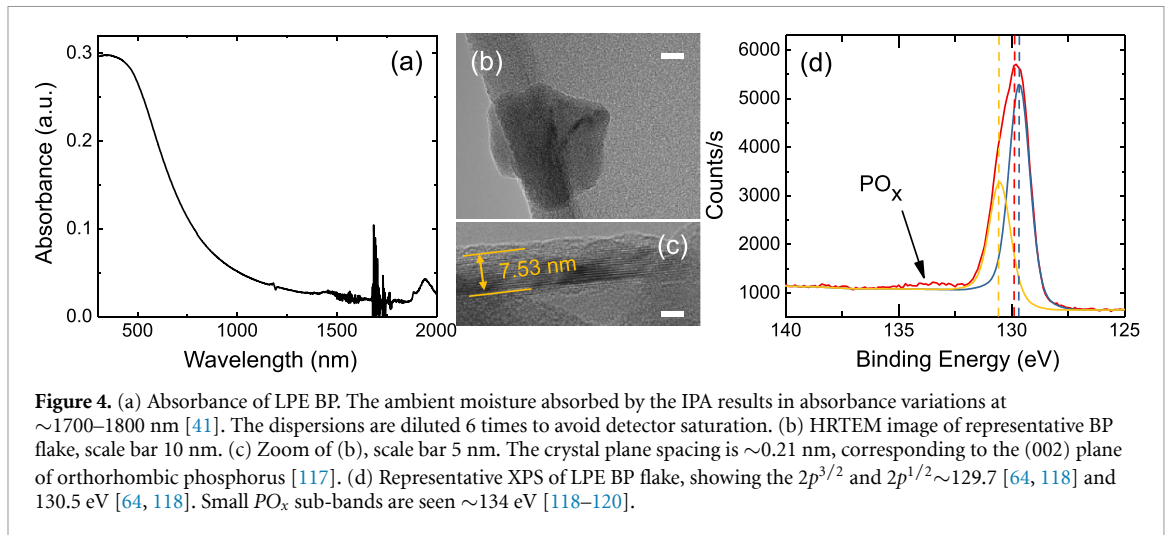 (a)
0.3
0.2
0.1
0.0
Absorbance (a.u.)
500 1000 1500 2000
Wavelength (nm)
(b)
(c)
7.53 nm
(d)
6000
5000
4000
3000
2000
1000
Counts/s
POₓ
140 135 130 125
Binding Energy (eV)
Figure 4. (a) Absorbance of LPE BP. The ambient moisture absorbed by the IPA results in absorbance variations at
∼1700–1800 nm [41]. The dispersions are diluted 6 times to avoid detector saturation. (b) HRTEM image of representative BP
flake, scale bar 10 nm. (c) Zoom of (b), scale bar 5 nm. The crystal plane spacing is ∼0.21 nm, corresponding to the (002) plane
of orthorhombic phosphorus [117]. (d) Representative XPS of LPE BP flake, showing the 2p³/² and 2p¹/²∼129.7 [64, 118] and
130.5 eV [64, 118]. Small POₓ sub-bands are seen ∼134 eV [118–120].